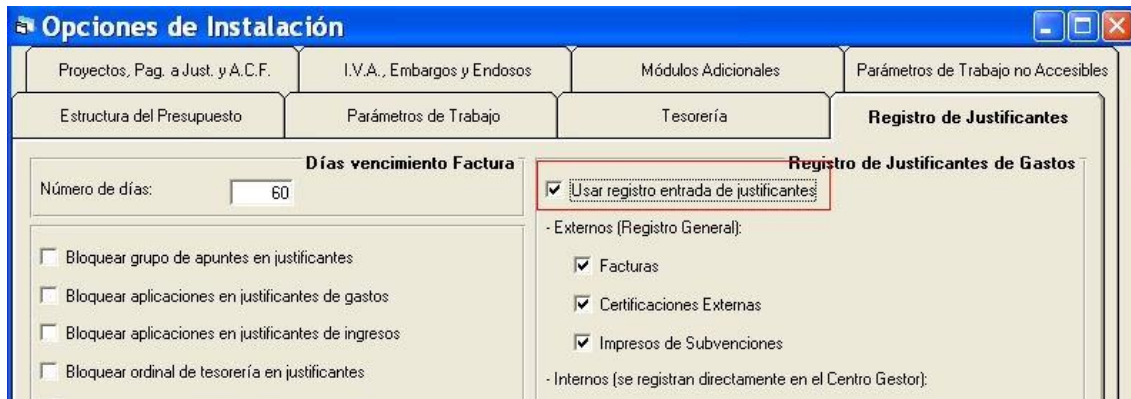 Opciones de Instalación
Proyectos, Pag. a Just. y A.C.F.
I.V.A., Embargos y Endosos
Módulos Adicionales
Parámetros de Trabajo no Accesibles
Estructura del Presupuesto
Parámetros de Trabajo
Tesorería
Registro de Justificantes
Días vencimiento Factura
Número de días: 60
Bloquear grupo de apuntes en justificantes
Bloquear aplicaciones en justificantes de gastos
Bloquear aplicaciones en justificantes de ingresos
Bloquear ordinal de tesorería en justificantes
Registro de Justificantes de Gastos
Usar registro entrada de justificantes
- Externos (Registro General):
Facturas
Certificaciones Externas
Impresos de Subvenciones
- Internos (se registran directamente en el Centro Gestor):